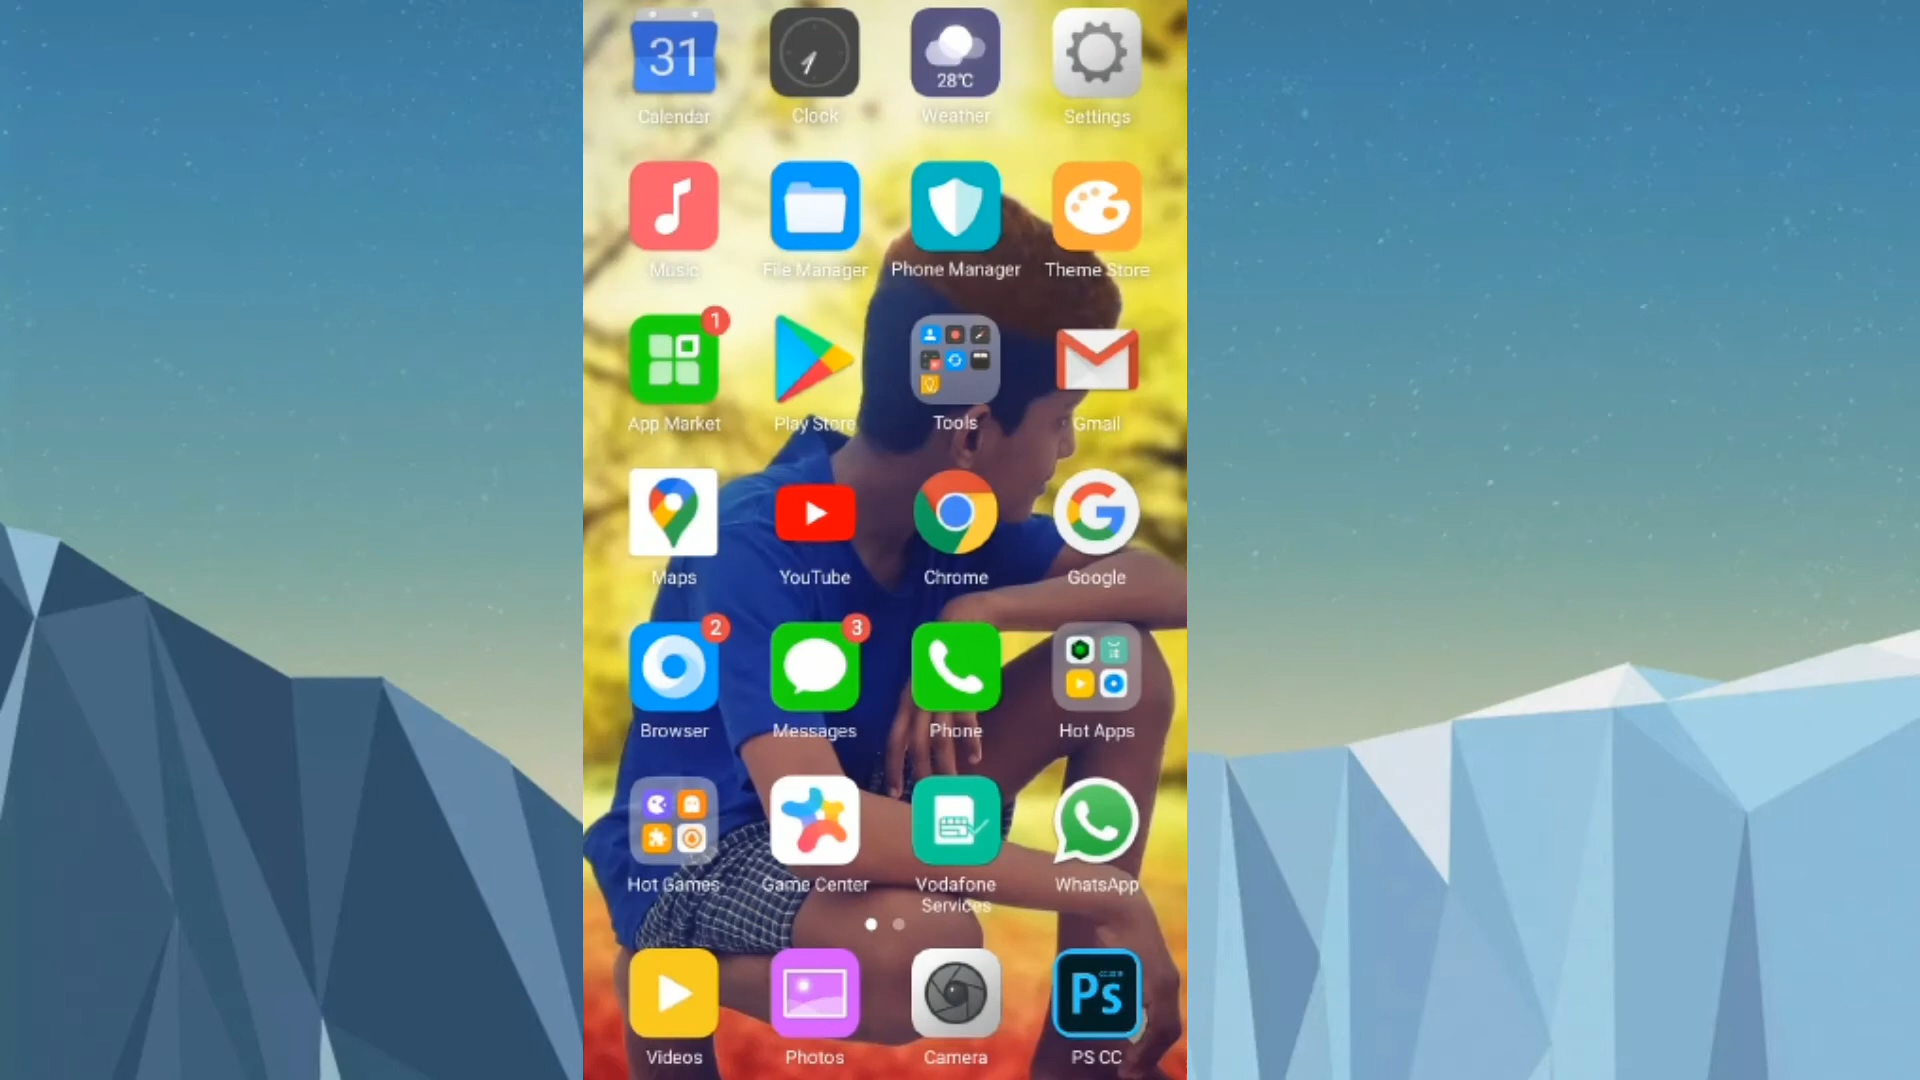 31
28°C
Calendar
Clock
Weather
Settings
Music
File Manager
Phone Manager
Theme Store
1
App Market
Play Store
Tools
Gmail
Maps
YouTube
Chrome
Google
2
3
Browser
Messages
Phone
Hot Apps
Hot Games
Game Center
Vodafone
Services
WhatsApp
Ps
Videos
Photos
Camera
PS CC